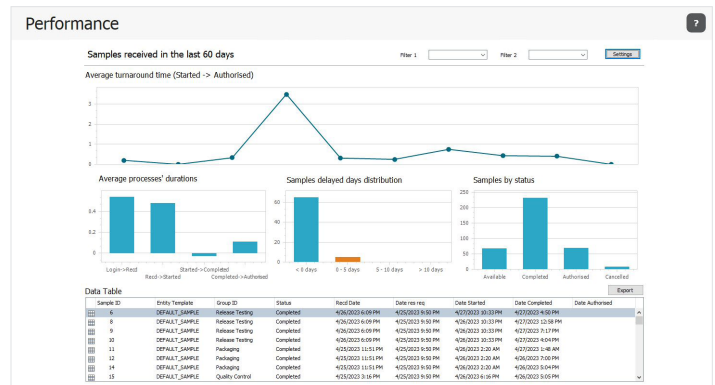 Performance
?
Samples received in the last 60 days
Filter 1
Filter 2
Settings
Average turnaround time (Started -> Authorised)
3
2
1
0
Average processes' durations
Samples delayed days distribution
Samples by status
0.4
0.2
0
Login->Recd
Recd->Started
Started->Completed
Completed->Authorised
60
40
20
0
< 0 days
0 - 5 days
5 - 10 days
> 10 days
250
200
150
100
50
0
Available
Completed
Authorised
Cancelled
Data Table
Export
Sample ID Entity Template Group ID Status Recd Date Date res req Date Started Date Completed Date Authorised
6 DEFAULT_SAMPLE Release Testing Completed 4/26/2023 6:09 PM 4/25/2023 9:50 PM 4/27/2023 10:33 PM 4/27/2023 4:50 PM
8 DEFAULT_SAMPLE Release Testing Completed 4/26/2023 6:09 PM 4/25/2023 9:50 PM 4/26/2023 10:33 PM 4/27/2023 12:58 PM
9 DEFAULT_SAMPLE Release Testing Completed 4/26/2023 6:09 PM 4/25/2023 9:50 PM 4/26/2023 10:33 PM 4/27/2023 7:17 PM
10 DEFAULT_SAMPLE Release Testing Completed 4/26/2023 6:09 PM 4/25/2023 9:50 PM 4/26/2023 10:33 PM 4/27/2023 4:04 PM
11 DEFAULT_SAMPLE Packaging Completed 4/25/2023 11:51 PM 4/25/2023 9:50 PM 4/26/2023 2:20 AM 4/27/2023 1:48 AM
12 DEFAULT_SAMPLE Packaging Completed 4/25/2023 11:51 PM 4/25/2023 9:50 PM 4/26/2023 2:20 AM 4/26/2023 7:00 PM
14 DEFAULT_SAMPLE Packaging Completed 4/25/2023 11:51 PM 4/25/2023 9:50 PM 4/26/2023 2:20 AM 4/26/2023 5:04 PM
15 DEFAULT_SAMPLE Quality Control Completed 4/25/2023 3:16 PM 4/25/2023 9:50 PM 4/26/2023 6:16 PM 4/26/2023 5:05 PM